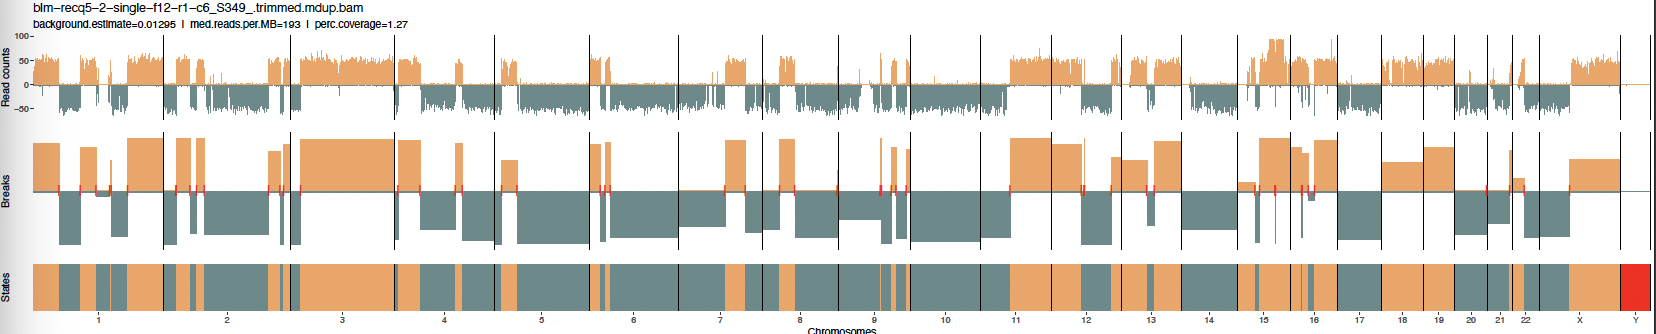 blm-recq5-2-single-f12-r1-c6_S349_.trimmed.mdup.bam
background.estimate=0.01295 | med.reads.per.MB=193 | perc.coverage=1.27
Read counts
100
50
0
-50
Breaks
States
1 2 3 4 5 6 7 8 9 10 11 12 13 14 15 16 17 18 19 20 21 22 X Y
Chromosomes